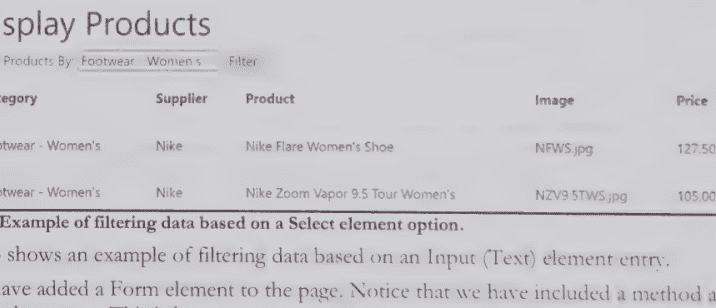 splay Products
Products By: Footwear Women's Filter
egory Supplier Product Image Price
otwear - Women's Nike Nike Flare Women's Shoe NFWS.jpg 127.50
otwear - Women's Nike Nike Zoom Vapor 9.5 Tour Women's NZV9.5TWS.jpg 105.00
Example of filtering data based on a Select element option.
shows an example of filtering data based on an Input (Text) element entry.
ave added a Form element to the page. Notice that we have included a method a